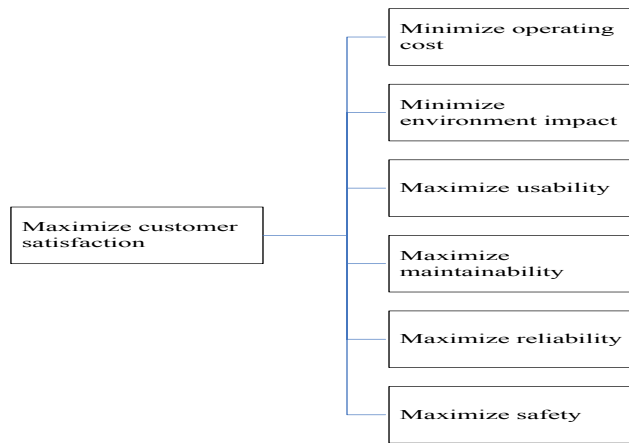 Minimize operating
cost
Minimize
environment impact
Maximize usability
Maximize customer
satisfaction
Maximize
maintainability
Maximize reliability
Maximize safety